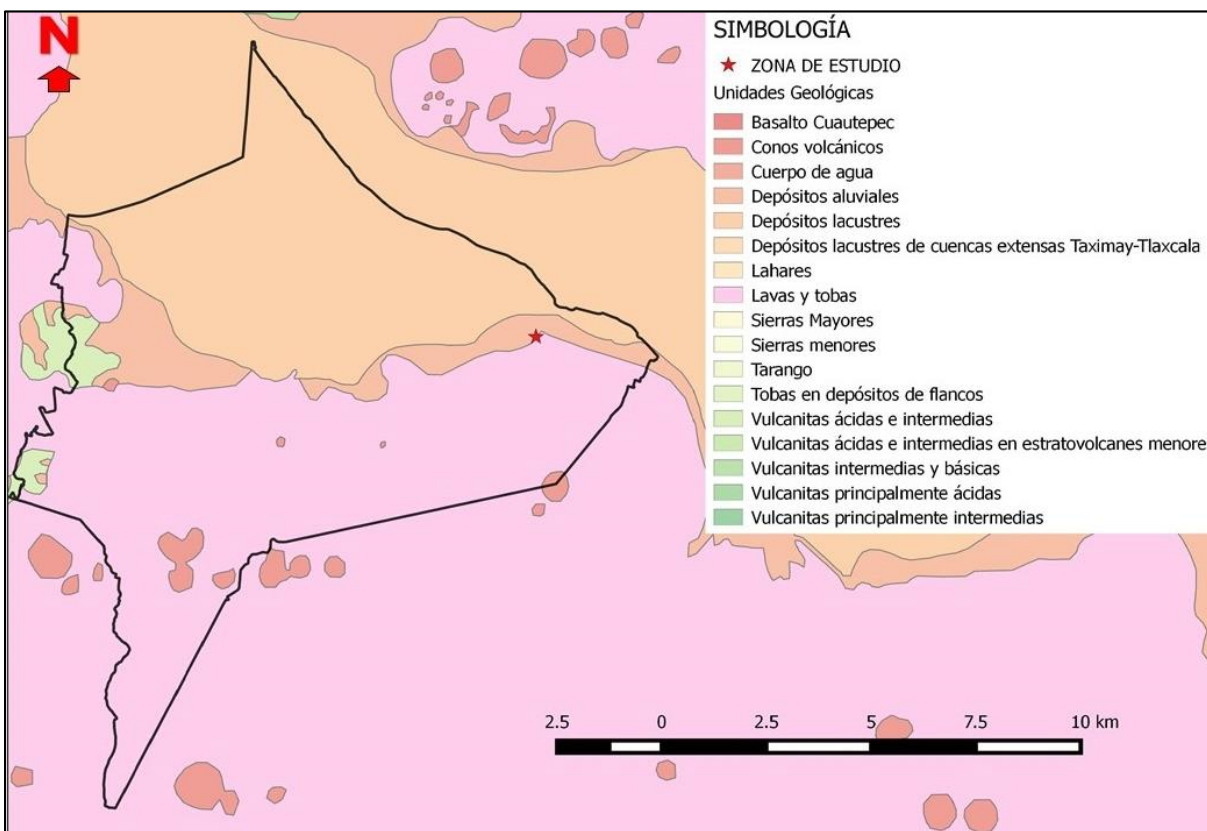 N
SIMBOLOGÍA
ZONA DE ESTUDIO
Unidades Geológicas
Basalto Cuautepec
Conos volcánicos
Cuerpo de agua
Depósitos aluviales
Depósitos lacustres
Depósitos lacustres de cuencas extensas Taximay-Tlaxcala
Lahares
Lavas y tobas
Sierras Mayores
Sierras menores
Tarango
Tobas en depósitos de flancos
Vulcanitas ácidas e intermedias
Vulcanitas ácidas e intermedias en estratovolcanes menore
Vulcanitas intermedias y básicas
Vulcanitas principalmente ácidas
Vulcanitas principalmente intermedias
2.5 0 2.5 5 7.5 10 km